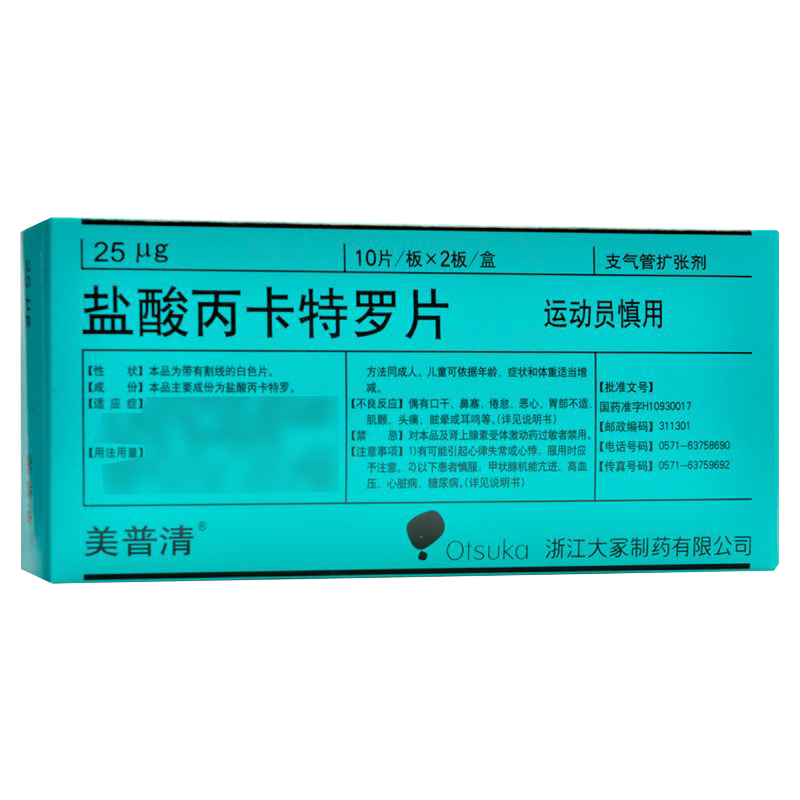 25 μg
10片/板×2板/盒
支气管扩张剂
盐酸丙卡特罗片
运动员慎用
【性 状】本品为带有割线的白色片。
【成 份】本品主要成份为盐酸丙卡特罗。
【适 应 症】
【用法用量】
方法同成人。儿童可依据年龄、症状和体重适当增
减。
【不良反应】偶有口干、鼻塞、倦怠、恶心、胃部不适、
肌颤、头痛、眩晕或耳鸣等。(详见说明书)
【禁 忌】对本品及肾上腺素受体激动药过敏者禁用。
【注意事项】1)有可能引起心律失常或心悸，服用时应
予注意。2)以下患者慎服：甲状腺机能亢进、高血
压、心脏病、糖尿病。(详见说明书)
【批准文号】
国药准字H10930017
【邮政编码】311301
【电话号码】0571-63758690
【传真号码】0571-63759692
美普清®
Otsuka 浙江大冢制药有限公司